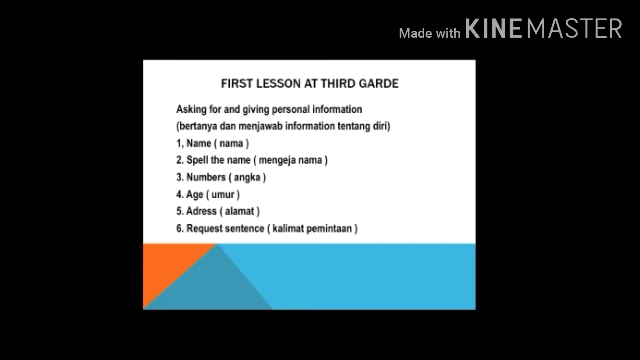 Made with KINEMASTER
FIRST LESSON AT THIRD GARDE
Asking for and giving personal information
(bertanya dan menjawab information tentang diri)
1, Name ( nama )
2. Spell the name ( mengeja nama )
3. Numbers ( angka )
4. Age ( umur )
5. Adress ( alamat )
6. Request sentence ( kalimat pemintaan )